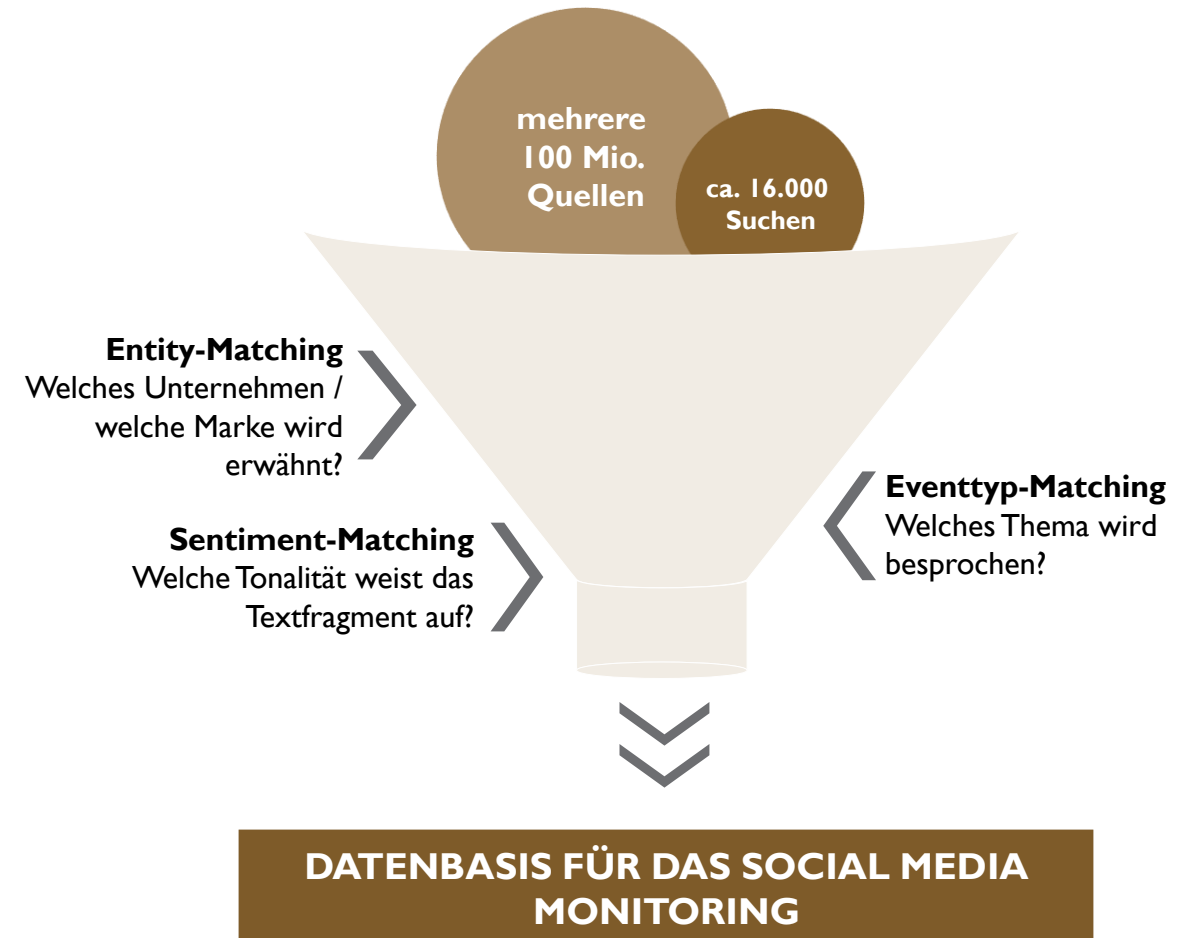 mehrere
100 Mio.
Quellen
ca. 16.000
Suchen
Entity-Matching
Welches Unternehmen /
welche Marke wird
erwähnt?
Eventtyp-Matching
Welches Thema wird
besprochen?
Sentiment-Matching
Welche Tonalität weist das
Textfragment auf?
DATENBASIS FÜR DAS SOCIAL MEDIA
MONITORING